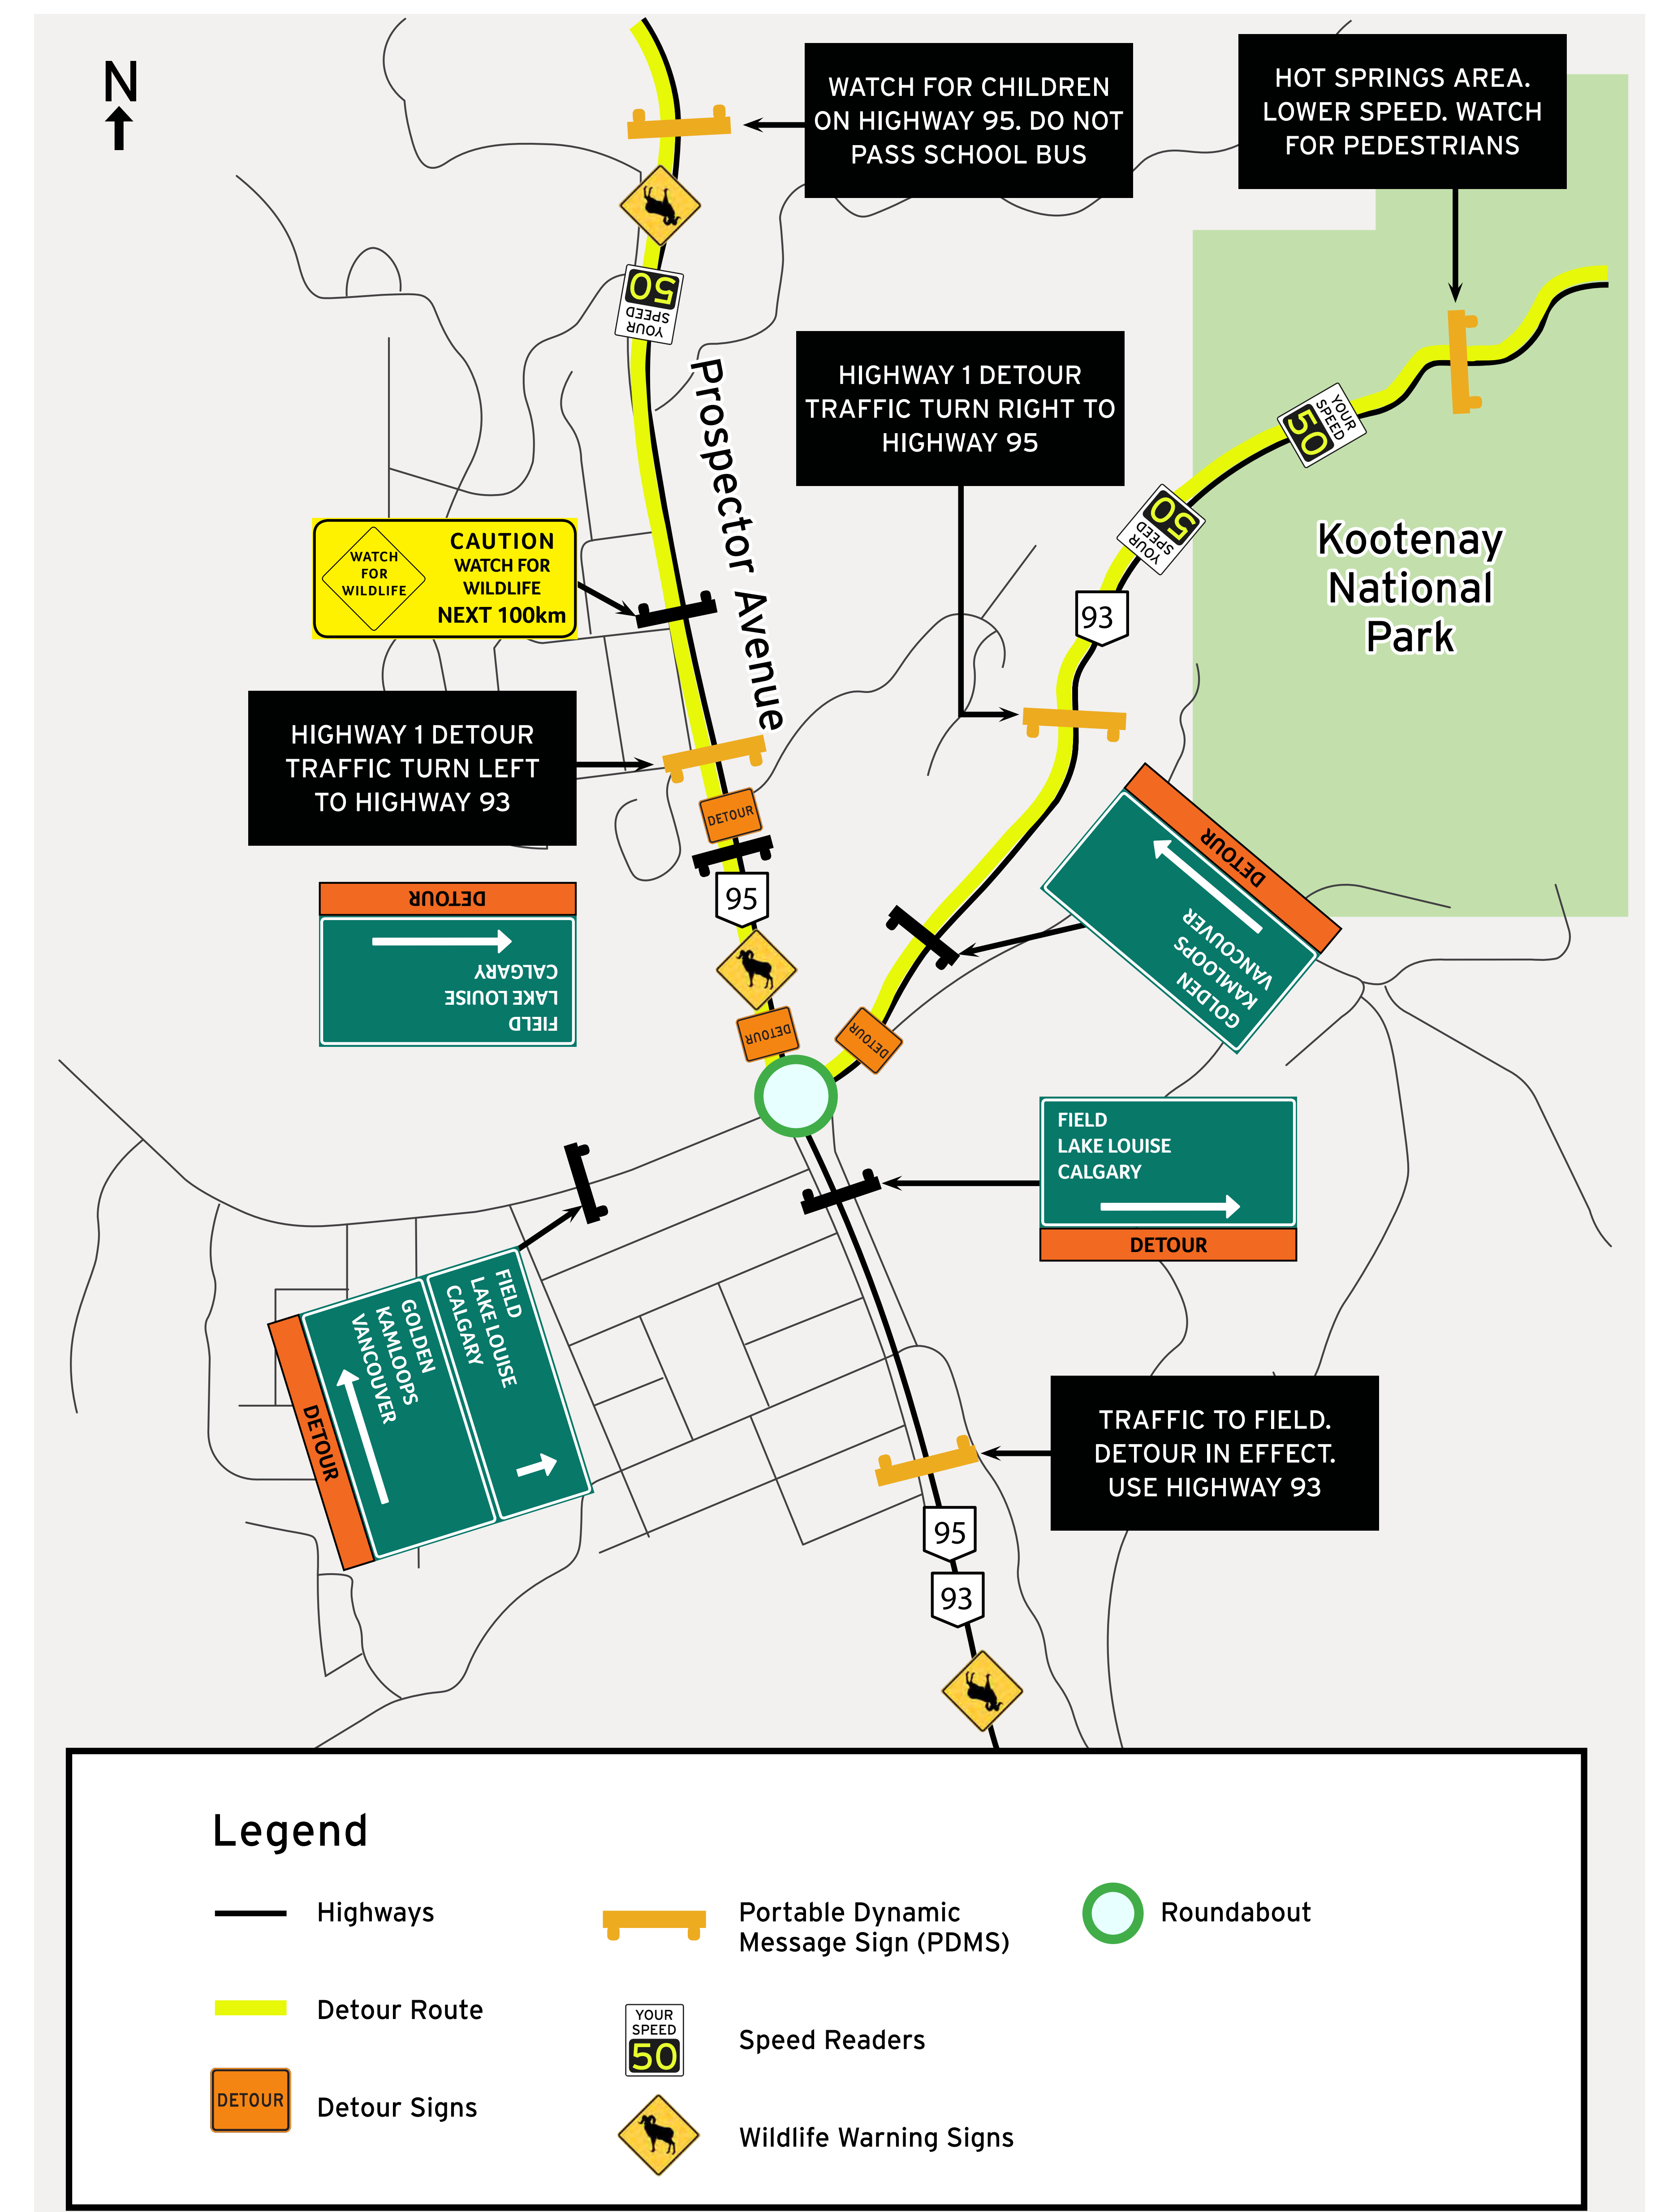 N
WATCH FOR CHILDREN
ON HIGHWAY 95. DO NOT
PASS SCHOOL BUS
HOT SPRINGS AREA.
LOWER SPEED. WATCH
FOR PEDESTRIANS
YOUR
SPEED
50
Prospector Avenue
HIGHWAY 1 DETOUR
TRAFFIC TURN RIGHT TO
HIGHWAY 95
YOUR
SPEED
50
YOUR
SPEED
50
Kootenay
National
Park
WATCH
FOR
WILDLIFE
CAUTION
WATCH FOR
WILDLIFE
NEXT 100km
93
HIGHWAY 1 DETOUR
TRAFFIC TURN LEFT
TO HIGHWAY 93
DETOUR
95
DETOUR
FIELD
LAKE LOUISE
CALGARY
DETOUR
GOLDEN
KAMLOOPS
VANCOUVER
DETOUR
DETOUR
DETOUR
FIELD
LAKE LOUISE
CALGARY
DETOUR
FIELD
LAKE LOUISE
CALGARY
GOLDEN
KAMLOOPS
VANCOUVER
DETOUR
TRAFFIC TO FIELD.
DETOUR IN EFFECT.
USE HIGHWAY 93
95
93
Legend
Highways
Detour Route
DETOUR
Detour Signs
Portable Dynamic
Message Sign (PDMS)
YOUR
SPEED
50
Speed Readers
Wildlife Warning Signs
Roundabout